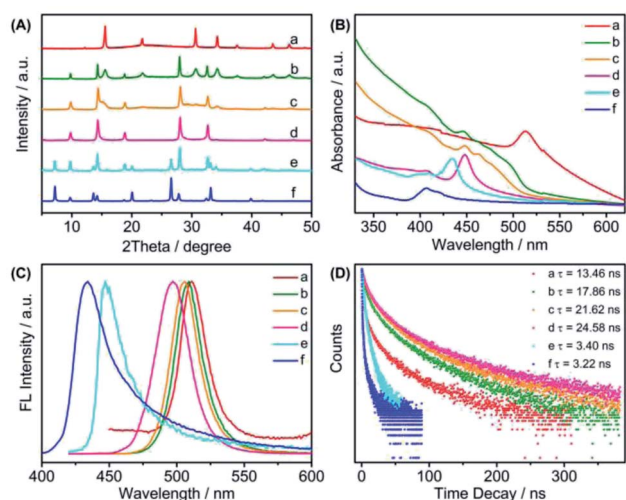 (A)
a
b
c
d
e
f
Intensity / a.u.
10 20 30 40 50
2Theta / degree
(B)
a
b
c
d
e
f
Absorbance / a.u.
350 400 450 500 550 600
Wavelength / nm
(C)
a
b
c
d
e
f
FL Intensity / a.u.
400 450 500 550 600
Wavelength / nm
(D)
a τ = 13.46 ns
b τ = 17.86 ns
c τ = 21.62 ns
d τ = 24.58 ns
e τ = 3.40 ns
f τ = 3.22 ns
Counts
0 100 200 300
Time Decay / ns